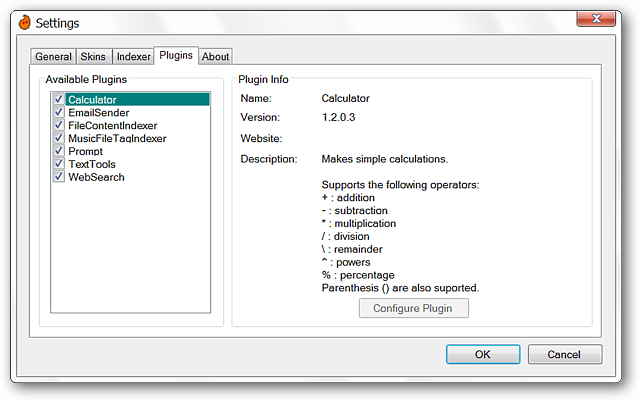 Settings
General Skins Indexer Plugins About
Available Plugins
Calculator
EmailSender
FileContentIndexer
MusicFileTagIndexer
Prompt
TextTools
WebSearch
Plugin Info
Name: Calculator
Version: 1.2.0.3
Website:
Description: Makes simple calculations.
Supports the following operators:
+ : addition
- : subtraction
* : multiplication
/ : division
\ : remainder
^ : powers
% : percentage
Parenthesis () are also suported.
Configure Plugin
OK Cancel